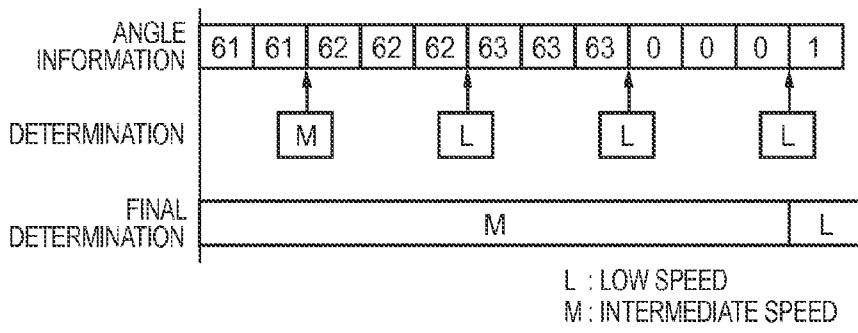 ANGLE
INFORMATION
61 61 62 62 62 63 63 63 0 0 0 1
DETERMINATION
M L L L
FINAL
DETERMINATION
M L
L : LOW SPEED
M : INTERMEDIATE SPEED